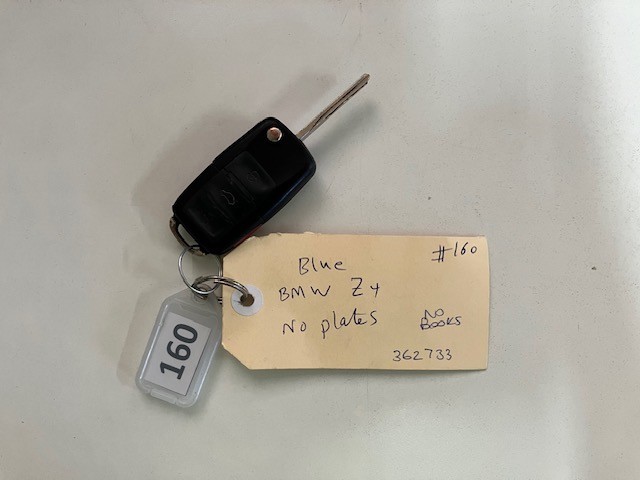 #160
Blue
BMW Z4
No plates
NO
BOOKS
362733
160